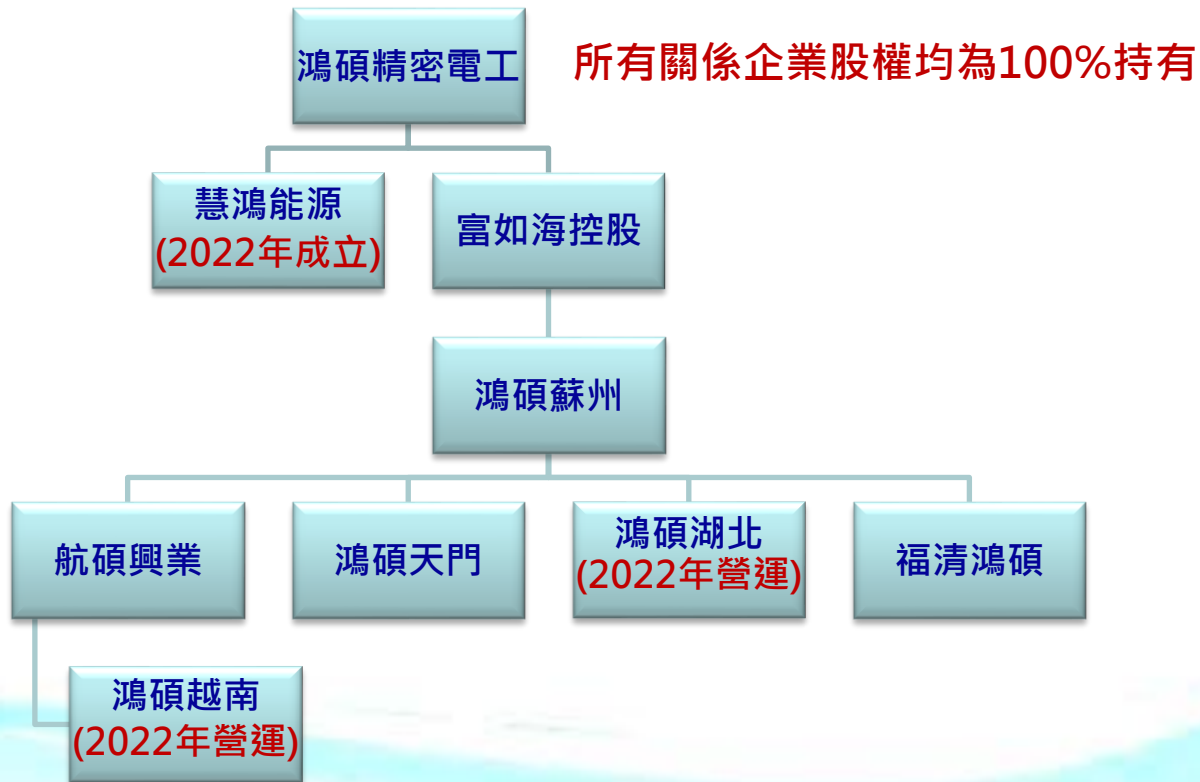 鴻碩精密電工
所有關係企業股權均為100%持有
慧鴻能源
(2022年成立)
富如海控股
鴻碩蘇州
航碩興業
鴻碩天門
鴻碩湖北
(2022年營運)
福清鴻碩
鴻碩越南
(2022年營運)